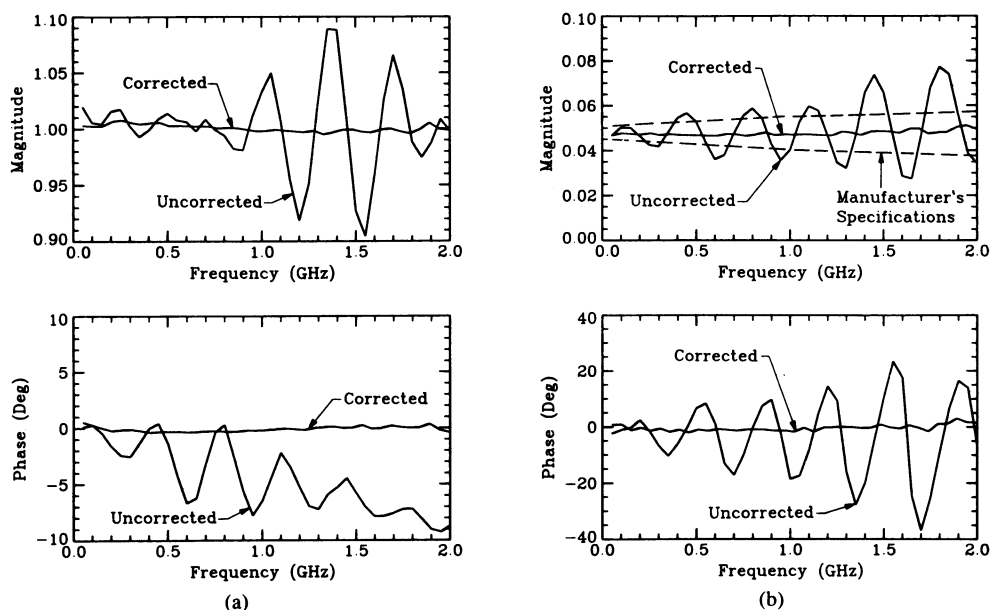 1.10
1.05
1.00
0.95
0.90
Magnitude
Corrected
Uncorrected
0.0 0.5 1.0 1.5 2.0
Frequency (GHz)
0.10
0.08
0.06
0.04
0.02
0.00
Magnitude
Corrected
Uncorrected
Manufacturer's
Specifications
0.0 0.5 1.0 1.5 2.0
Frequency (GHz)
10
5
0
-5
-10
Phase (Deg)
Corrected
Uncorrected
0.0 0.5 1.0 1.5 2.0
Frequency (GHz)
(a)
40
20
0
-20
-40
Phase (Deg)
Corrected
Uncorrected
0.0 0.5 1.0 1.5 2.0
Frequency (GHz)
(b)